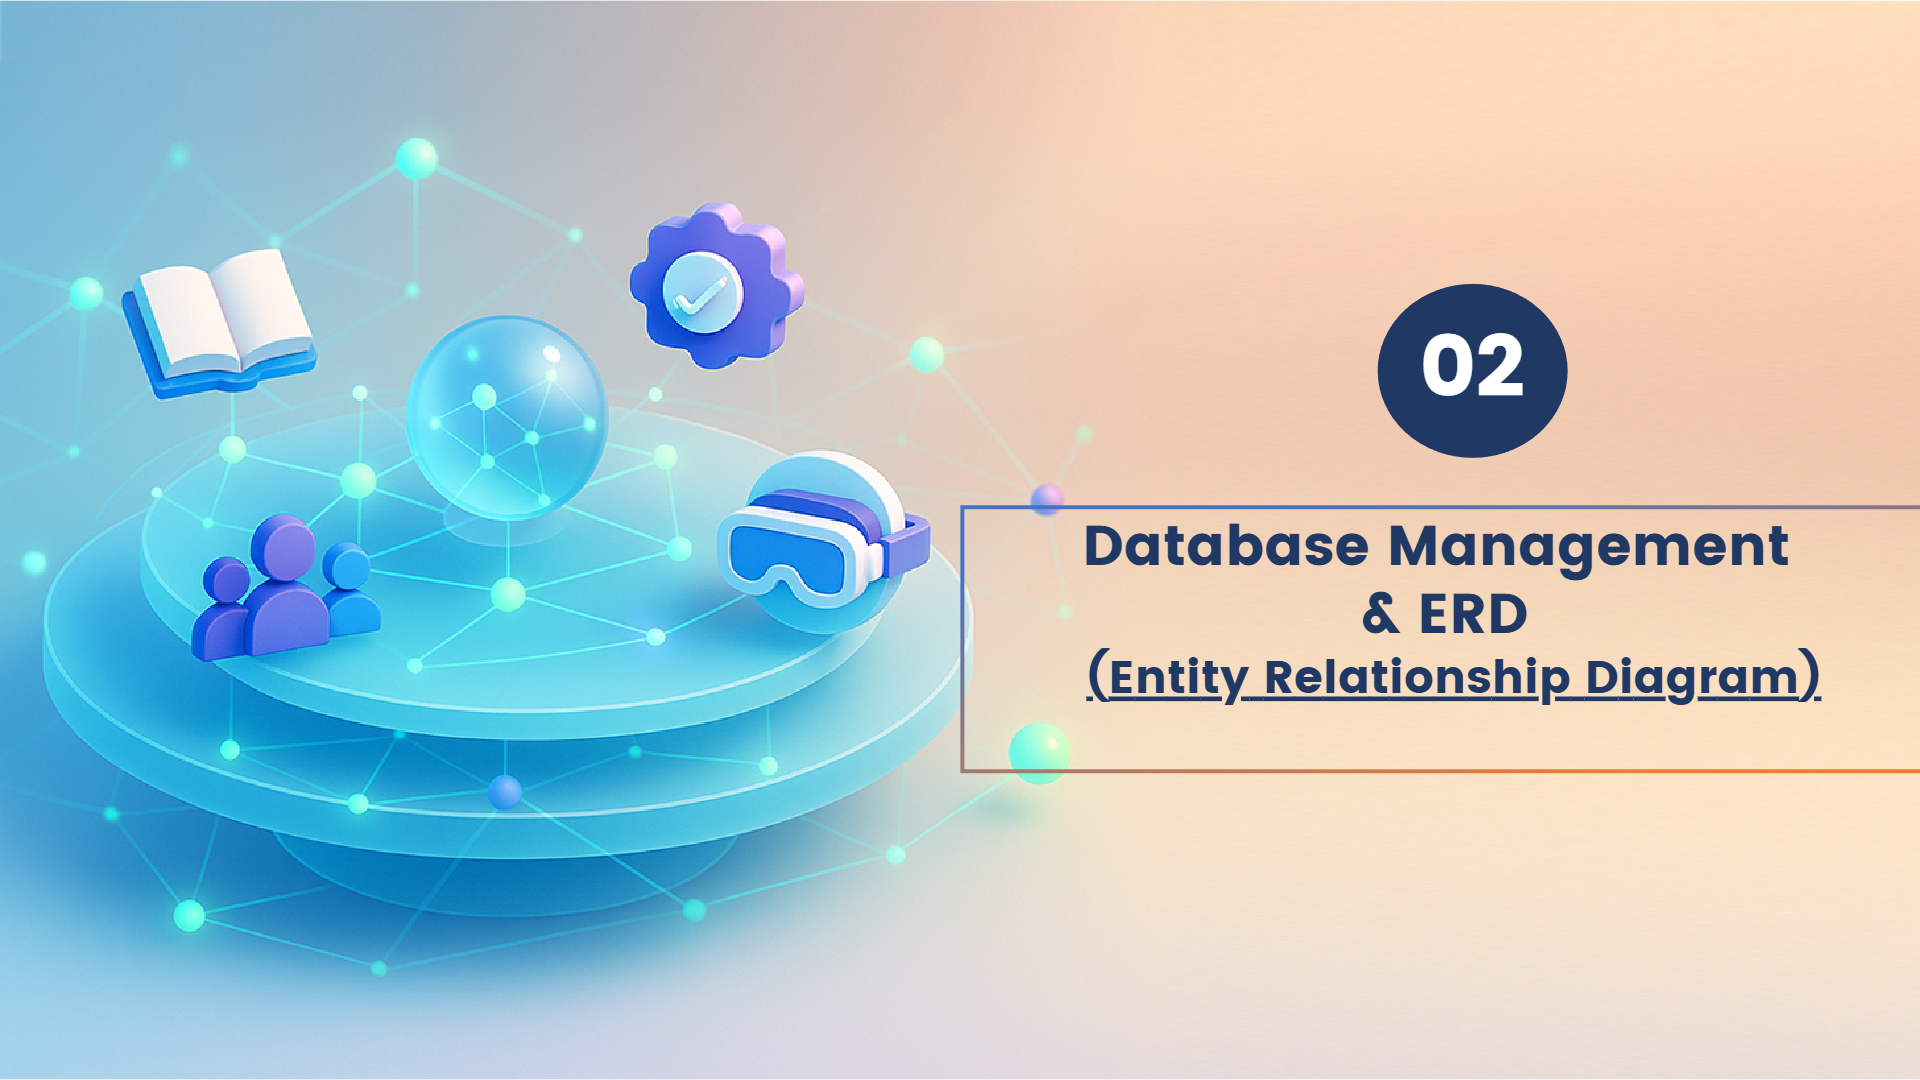 02
Database Management
& ERD
(Entity Relationship Diagram)